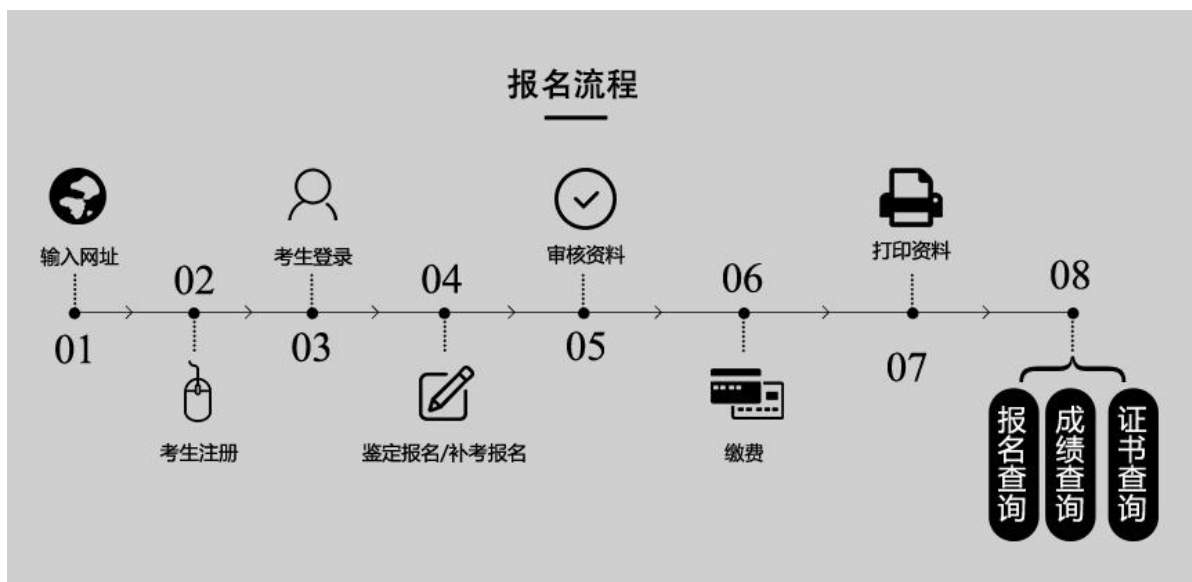 报名流程
输入网址
01
02
考生注册
考生登录
03
04
鉴定报名/补考报名
审核资料
05
06
缴费
打印资料
07
08
报名查询
成绩查询
证书查询